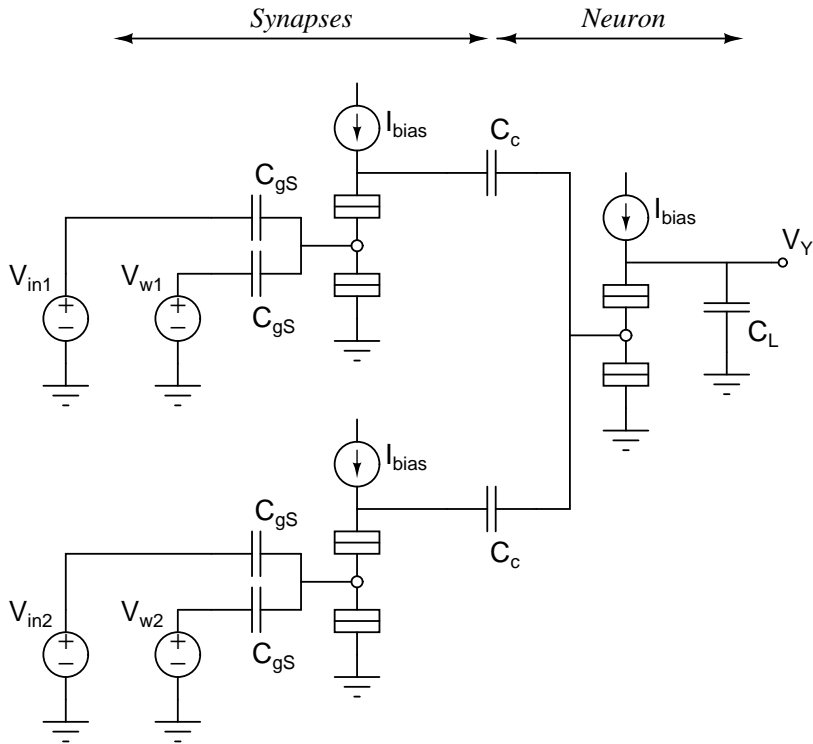 Synapses
Neuron
I_bias
C_c
C_gS
I_bias
V_Y
V_in1
V_w1
C_gS
C_L
I_bias
C_gS
C_c
V_in2
V_w2
C_gS